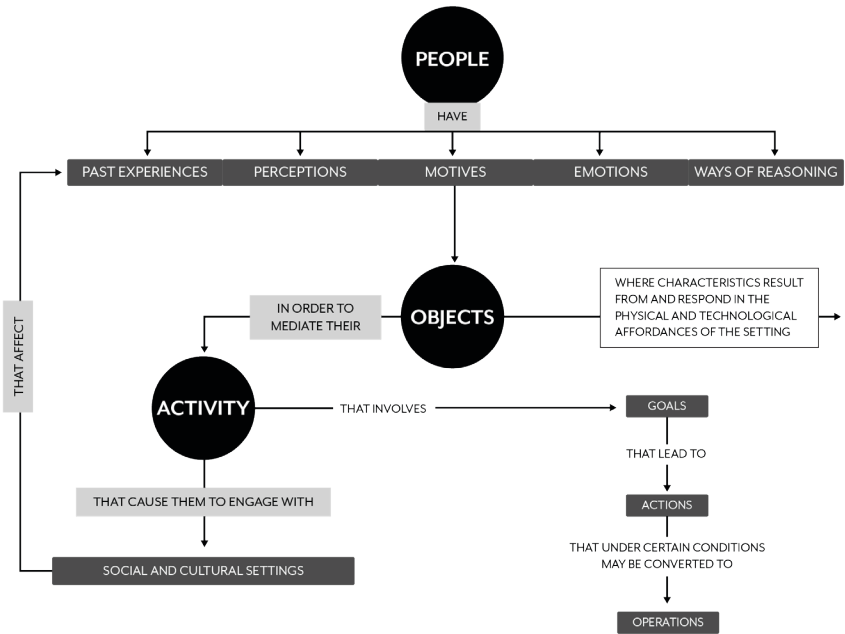 PEOPLE
HAVE
PAST EXPERIENCES
PERCEPTIONS
MOTIVES
EMOTIONS
WAYS OF REASONING
OBJECTS
IN ORDER TO
MEDIATE THEIR
WHERE CHARACTERISTICS RESULT
FROM AND RESPOND IN THE
PHYSICAL AND TECHNOLOGICAL
AFFORDANCES OF THE SETTING
THAT AFFECT
ACTIVITY
THAT INVOLVES
GOALS
THAT LEAD TO
THAT CAUSE THEM TO ENGAGE WITH
ACTIONS
THAT UNDER CERTAIN CONDITIONS
MAY BE CONVERTED TO
SOCIAL AND CULTURAL SETTINGS
OPERATIONS